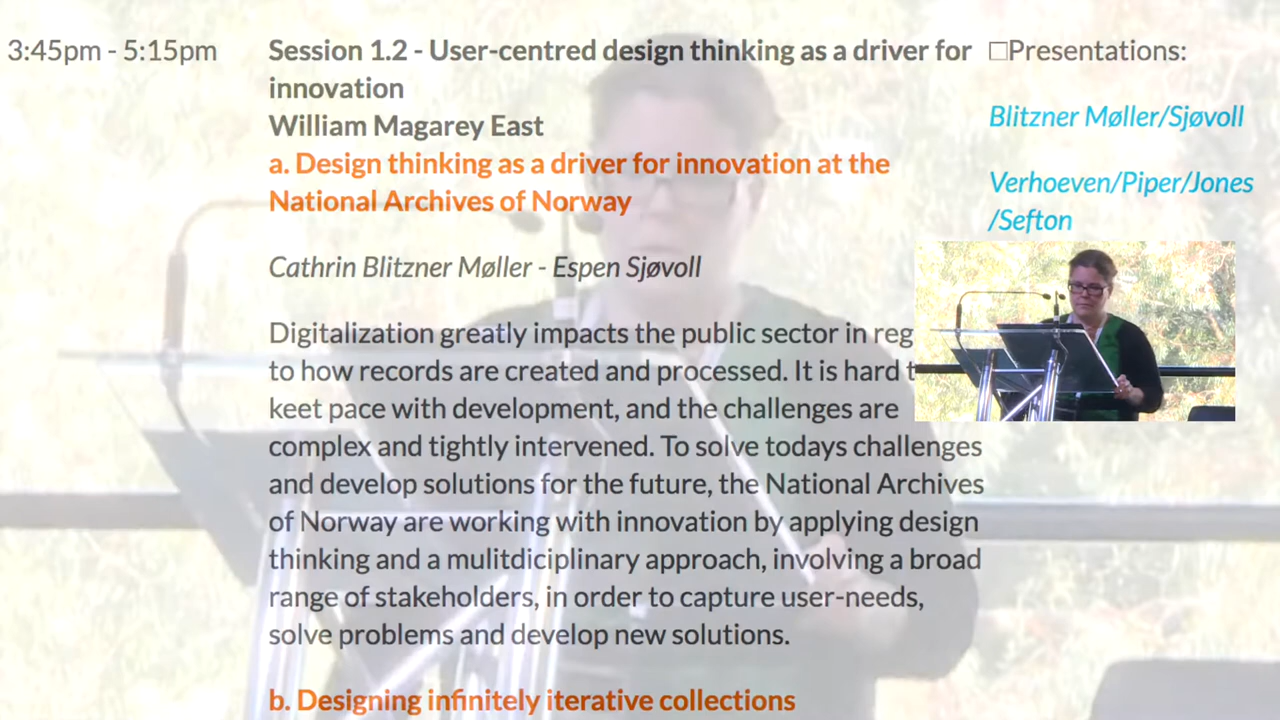 3:45pm - 5:15pm
Session 1.2 - User-centred design thinking as a driver for
innovation
William Magarey East
a. Design thinking as a driver for innovation at the
National Archives of Norway
Cathrin Blitzner Møller - Espen Sjøvoll
Digitalization greatly impacts the public sector in reg
to how records are created and processed. It is hard t
keet pace with development, and the challenges are
complex and tightly intervened. To solve todays challenges
and develop solutions for the future, the National Archives
of Norway are working with innovation by applying design
thinking and a mulitdiciplinary approach, involving a broad
range of stakeholders, in order to capture user-needs,
solve problems and develop new solutions.
b. Designing infinitely iterative collections
□Presentations:
Blitzner Møller/Sjøvoll
Verhoeven/Piper/Jones
/Sefton